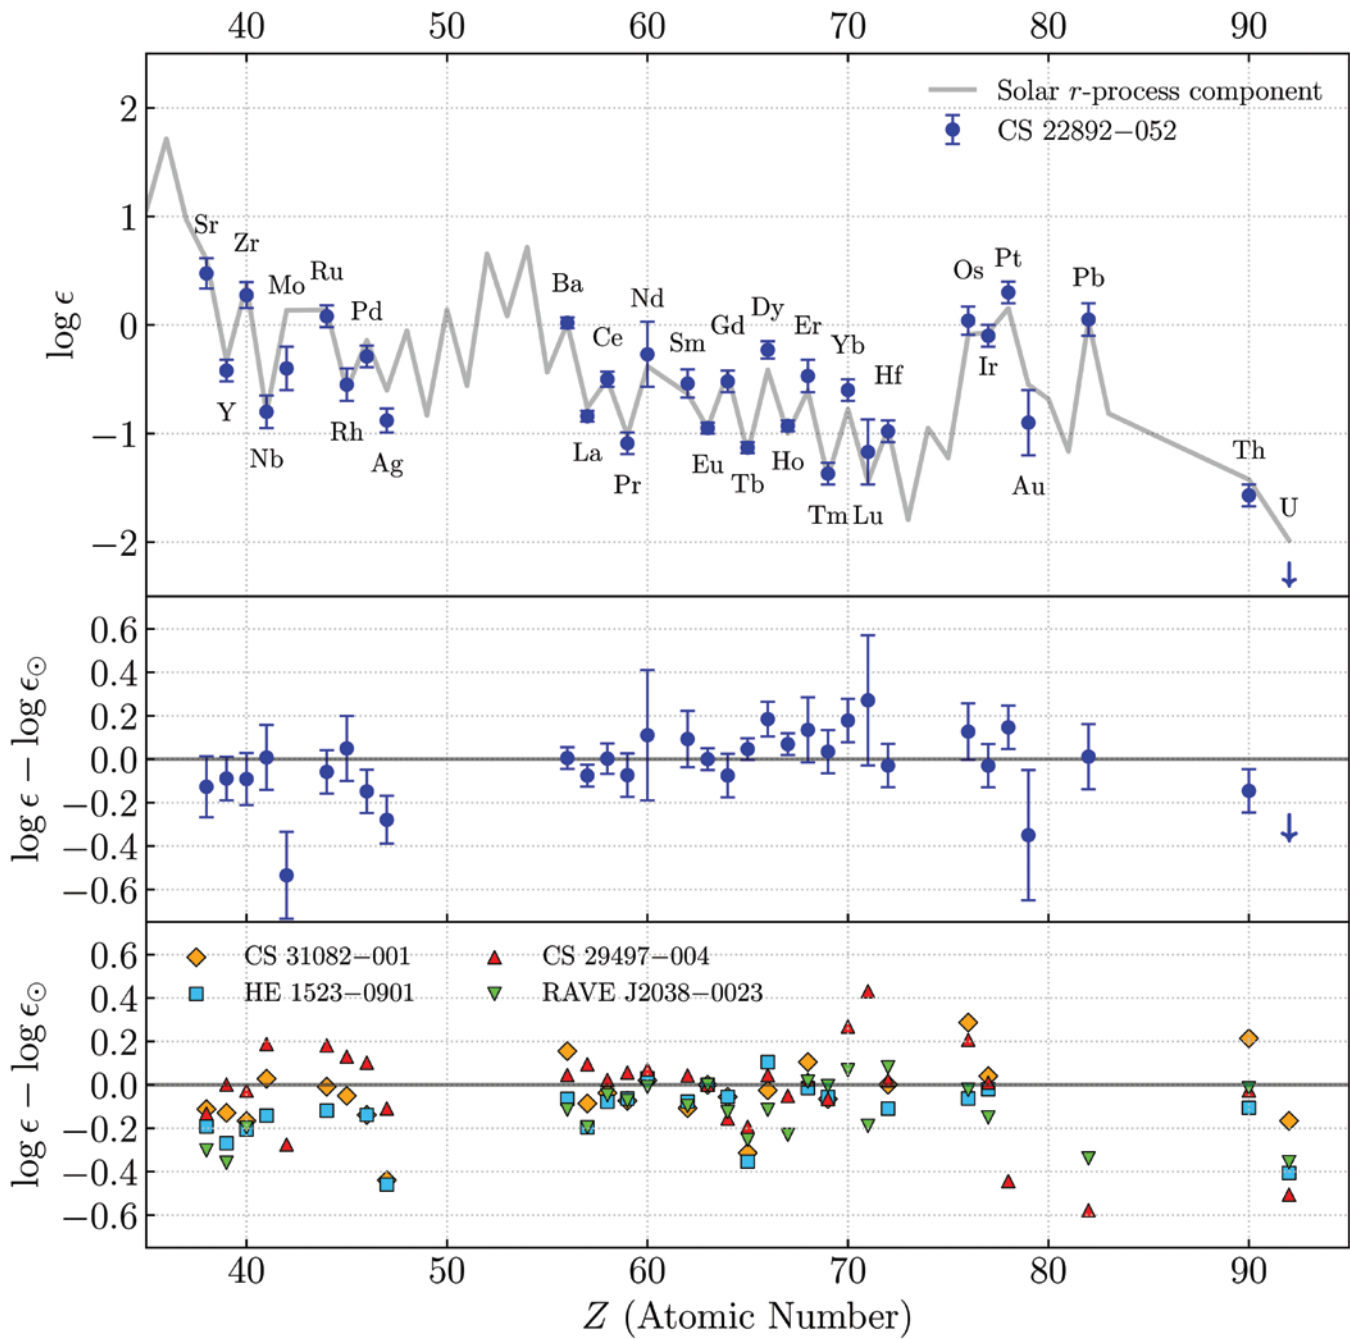 40 50 60 70 80 90
Solar r-process component
CS 22892−052
2
1
0
−1
−2
log ϵ
Sr
Y
Zr
Nb
Mo
Ru
Rh
Pd
Ag
Ba
La
Ce
Pr
Nd
Sm
Eu
Gd
Tb
Dy
Ho
Er
Tm
Yb
Lu
Hf
Os
Ir
Pt
Au
Pb
Th
U
0.6
0.4
0.2
0.0
−0.2
−0.4
−0.6
log ϵ − log ϵ⊙
CS 31082−001 CS 29497−004
HE 1523−0901 RAVE J2038−0023
0.6
0.4
0.2
0.0
−0.2
−0.4
−0.6
log ϵ − log ϵ⊙
40 50 60 70 80 90
Z (Atomic Number)